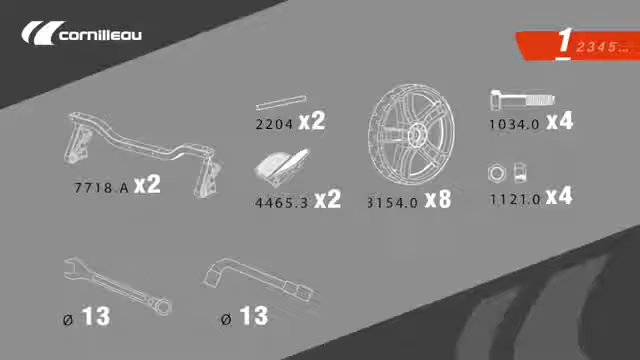 cornilleau
1 2345...
2204 x2
1034.0 x4
7718.A x2
4465.3 x2
3154.0 x8
1121.0 x4
Ø 13
Ø 13